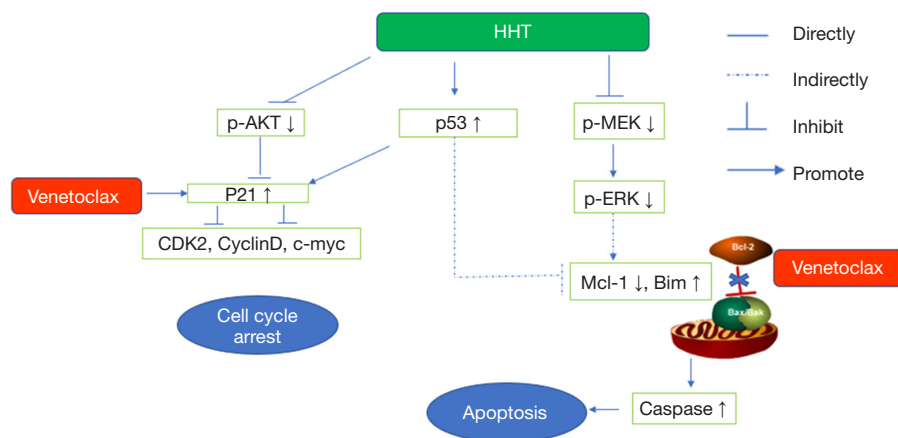 HHT
Directly
Indirectly
Inhibit
Promote
p-AKT ↓
p53 ↑
p-MEK ↓
Venetoclax
P21 ↑
p-ERK ↓
CDK2, CyclinD, c-myc
Bcl-2
Venetoclax
Mcl-1 ↓, Bim ↑
Bax/Bak
Cell cycle
arrest
Apoptosis
Caspase ↑